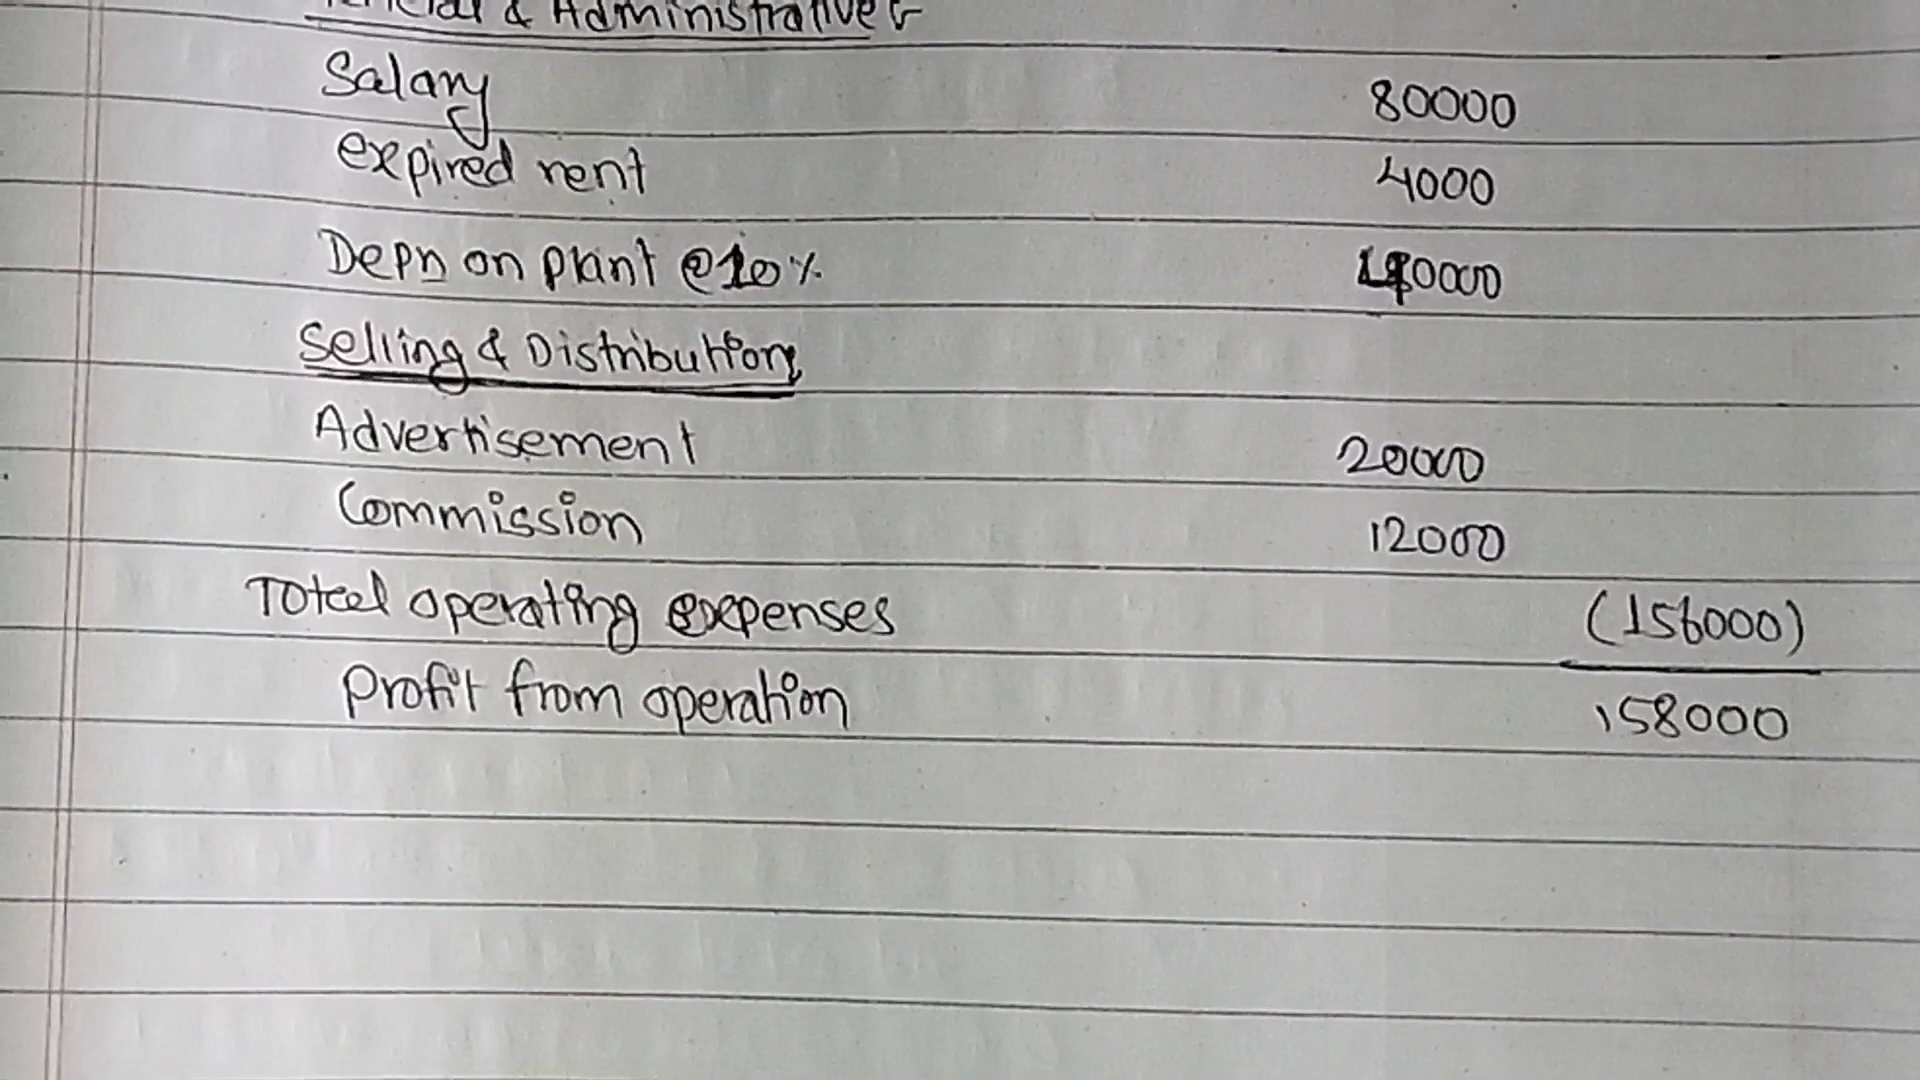 & Administrative
Salary 80000
expired rent 4000
Depn on plant @10% 40000
Selling & Distribution
Advertisement 20000
Commission 12000
Total operating expenses (156000)
Profit from operation 158000